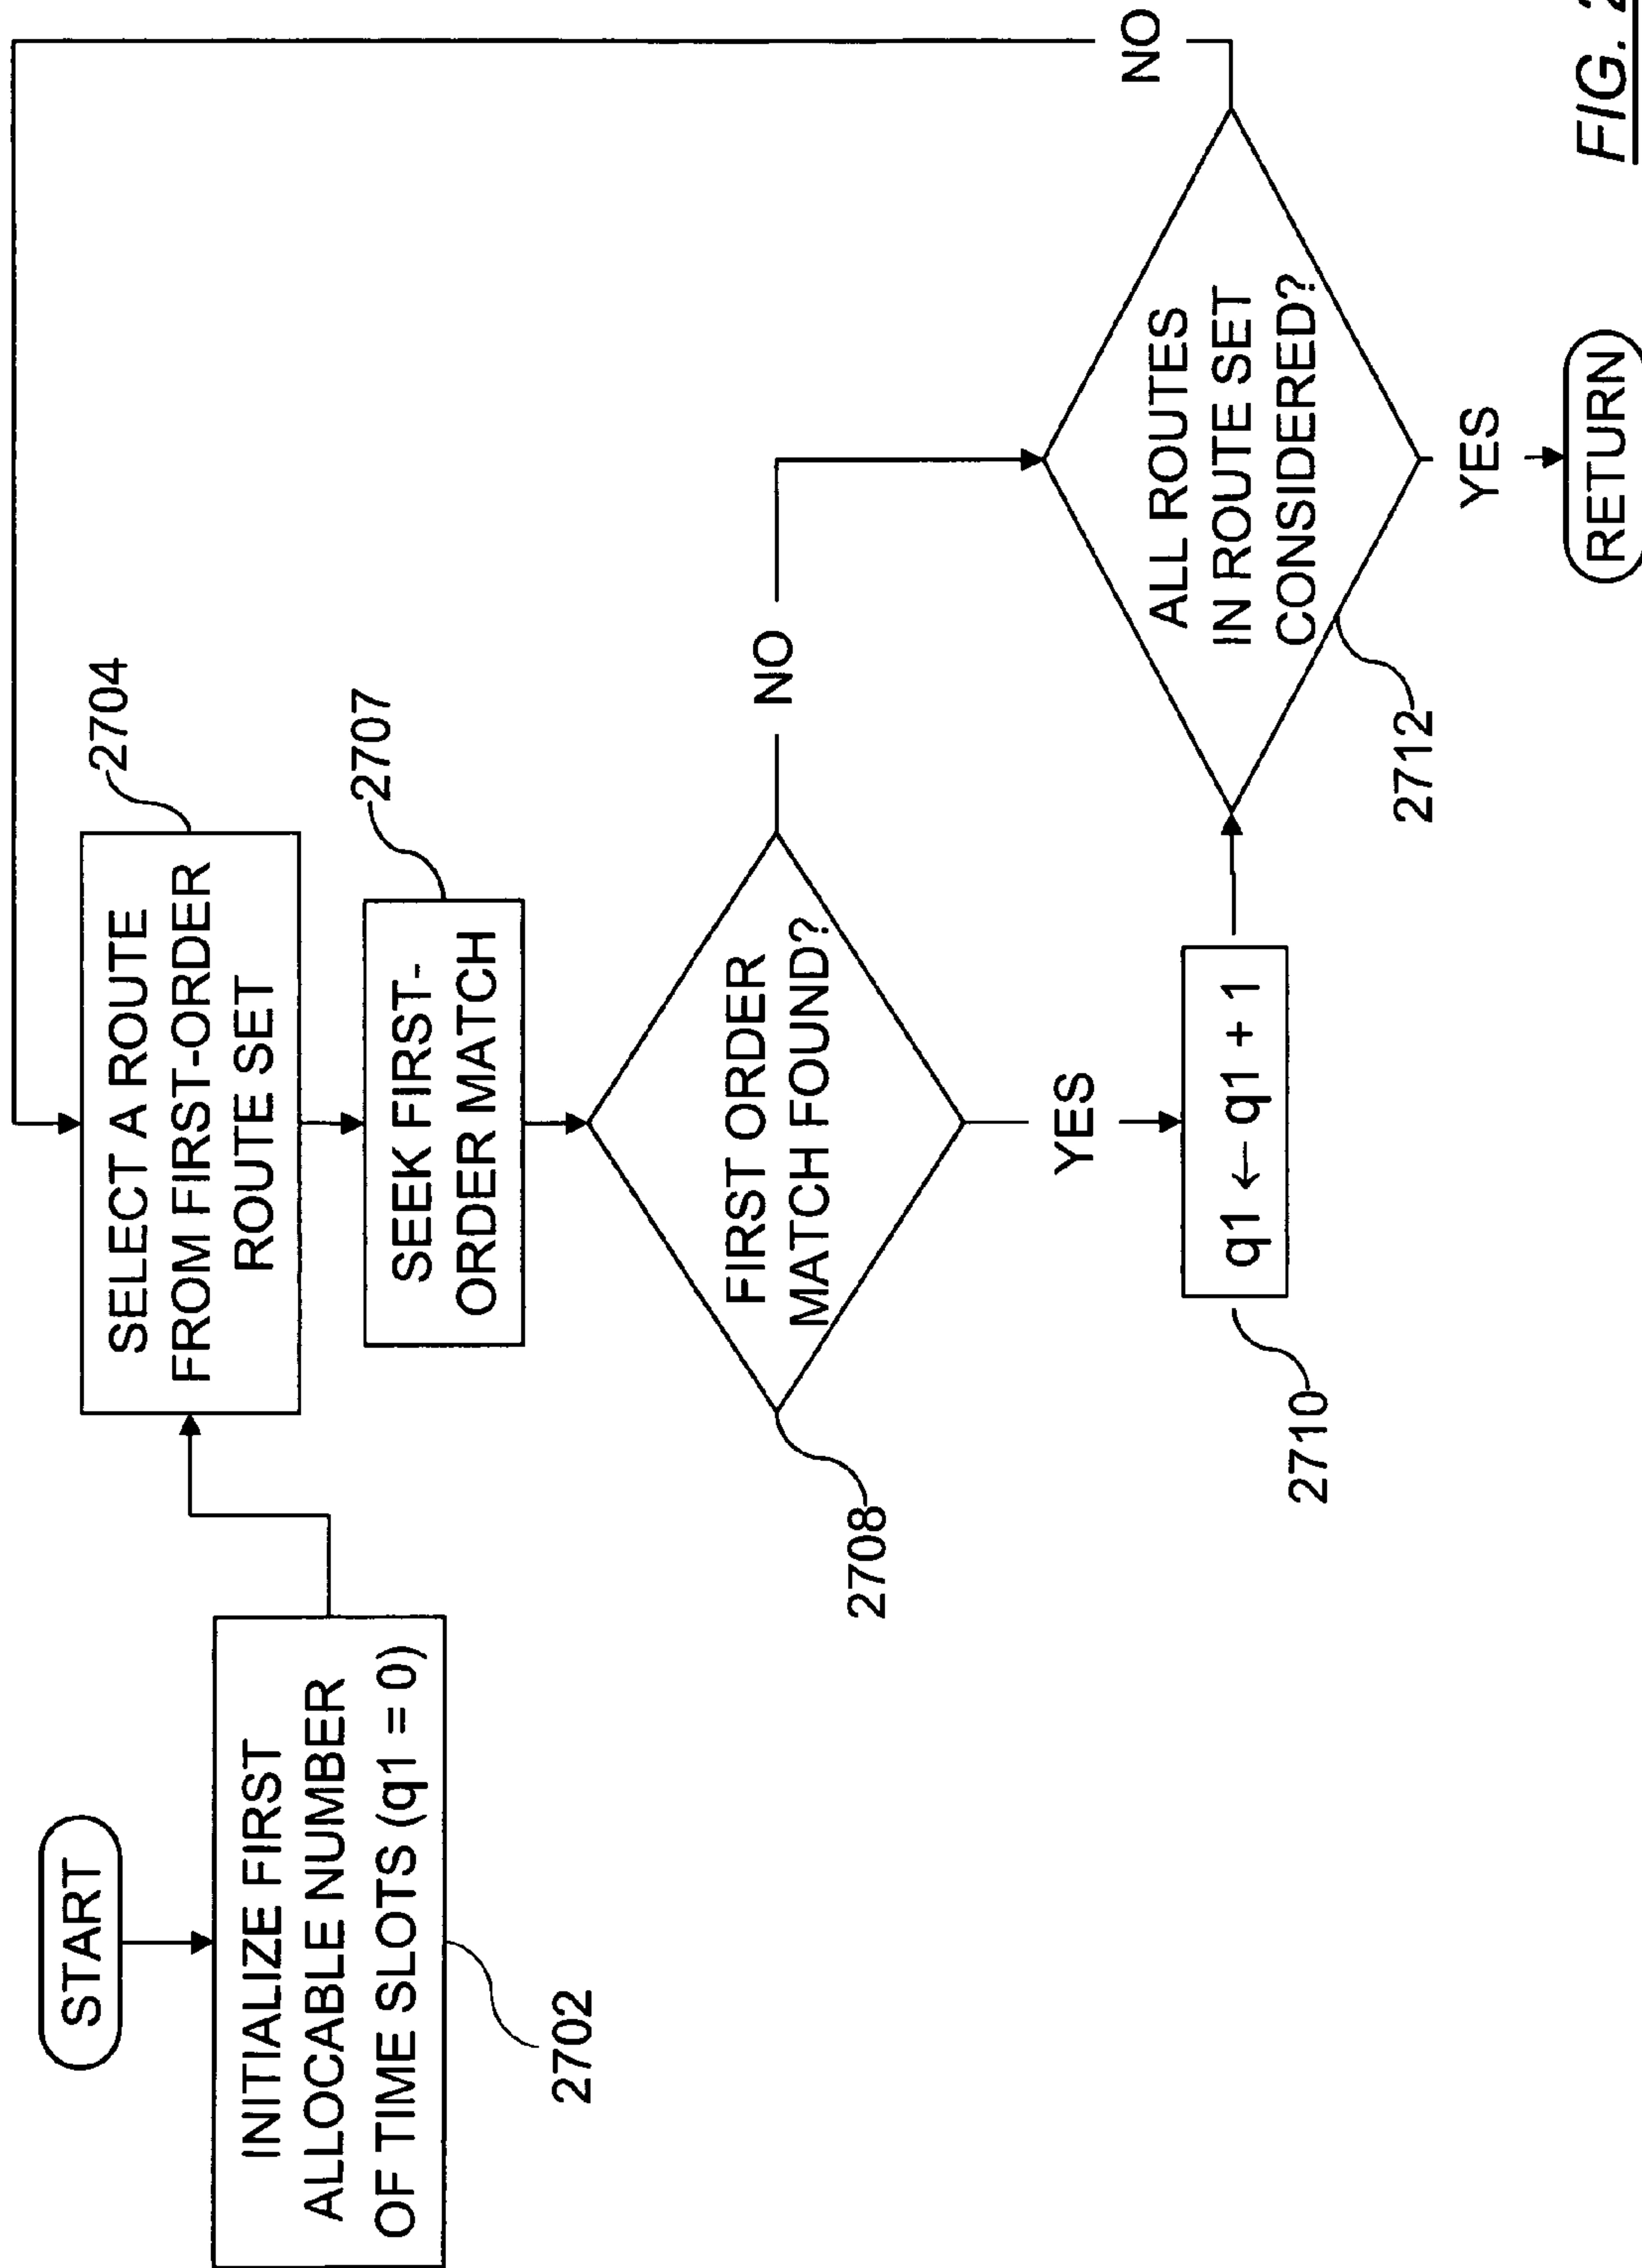 START
INITIALIZE FIRST
ALLOCABLE NUMBER
OF TIME SLOTS (q1 = 0)
2702
SELECT A ROUTE
FROM FIRST-ORDER
ROUTE SET
2704
SEEK FIRST-
ORDER MATCH
2707
FIRST ORDER
MATCH FOUND?
2708
NO
YES
q1 ← q1 + 1
2710
ALL ROUTES
IN ROUTE SET
CONSIDERED?
2712
NO
YES
RETURN
FIG.